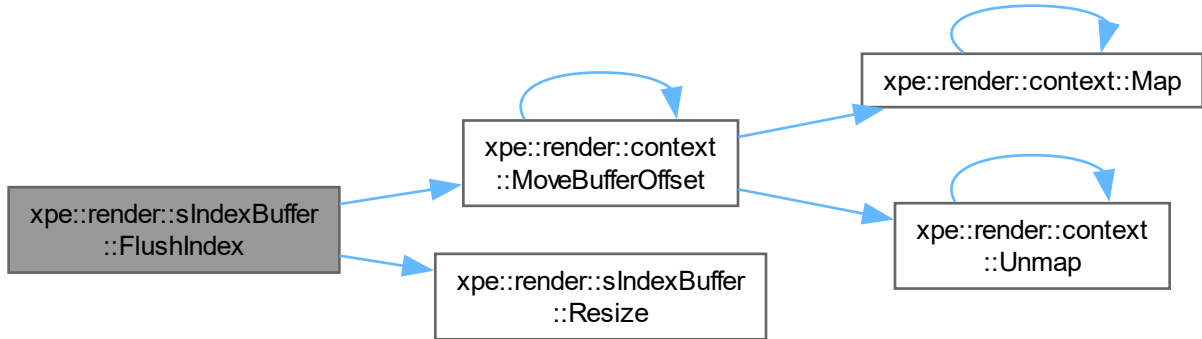 xpe::render::sIndexBuffer
::FlushIndex
xpe::render::context
::MoveBufferOffset
xpe::render::context::Map
xpe::render::context
::Unmap
xpe::render::sIndexBuffer
::Resize